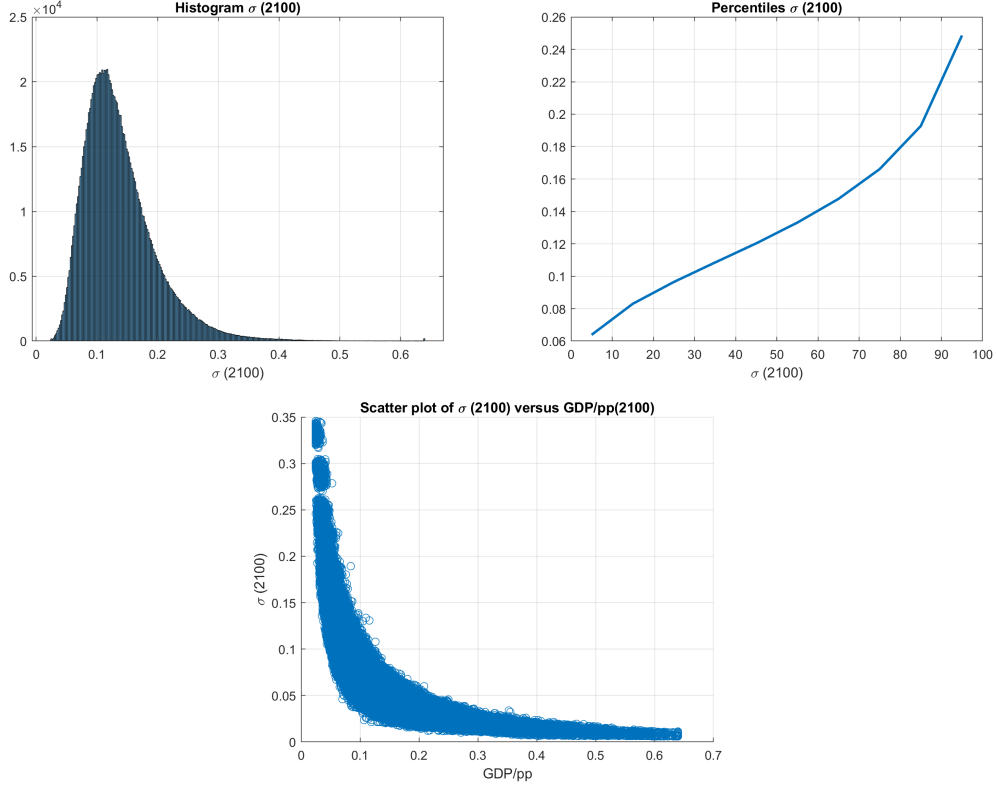 Histogram σ (2100)
×10⁴
2.5
2
1.5
1
0.5
0
0 0.1 0.2 0.3 0.4 0.5 0.6
σ (2100)
Percentiles σ (2100)
0.26
0.24
0.22
0.2
0.18
0.16
0.14
0.12
0.1
0.08
0.06
0 10 20 30 40 50 60 70 80 90 100
σ (2100)
Scatter plot of σ (2100) versus GDP/pp(2100)
0.35
0.3
0.25
0.2
0.15
0.1
0.05
0
σ (2100)
0 0.1 0.2 0.3 0.4 0.5 0.6 0.7
GDP/pp